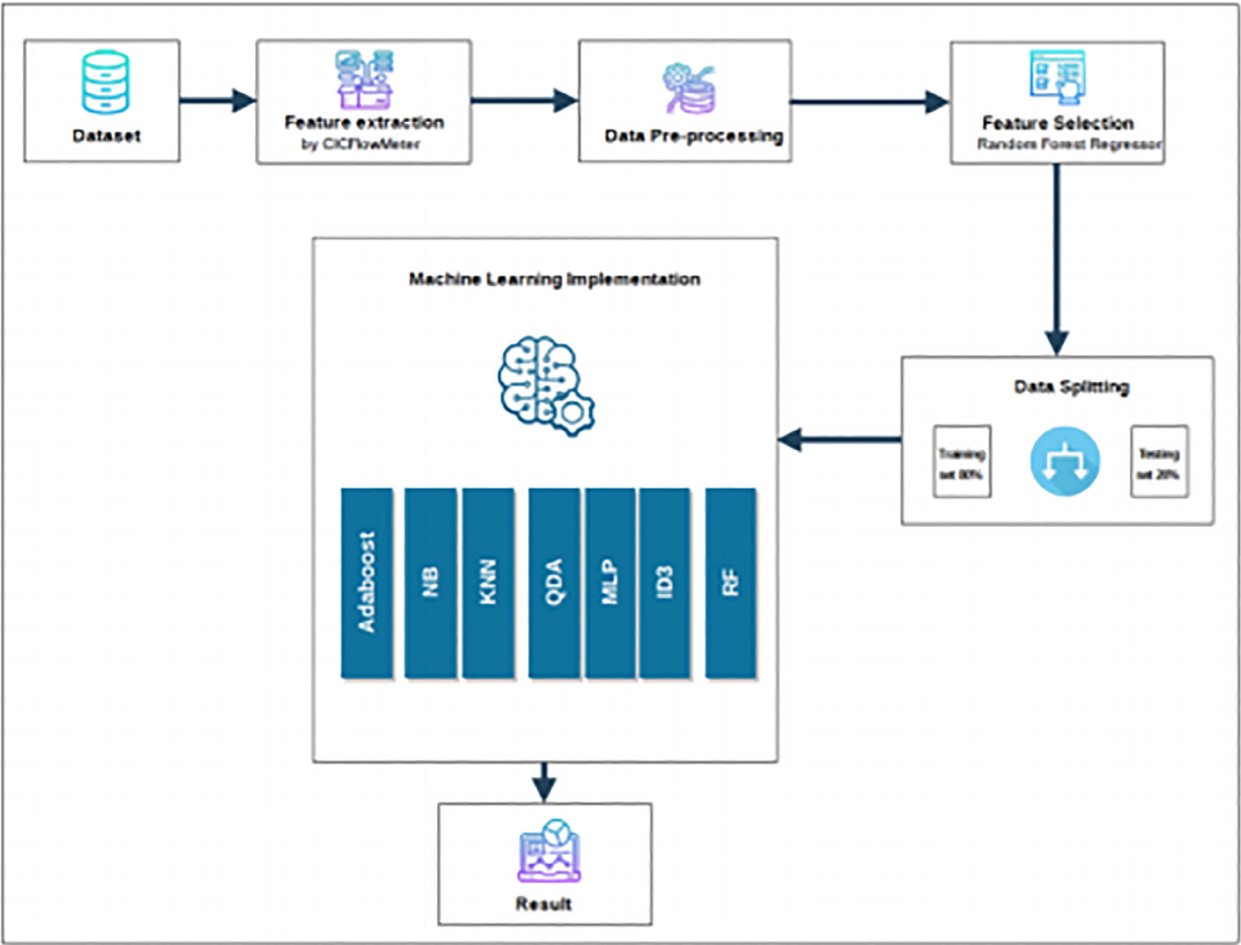 Dataset
Feature extraction
by CICFlowMeter
Data Pre-processing
Feature Selection
Random Forest Regressor
Machine Learning Implementation
Data Splitting
Training
set 80%
Testing
set 20%
Adaboost
NB
KNN
QDA
MLP
ID3
RF
Result